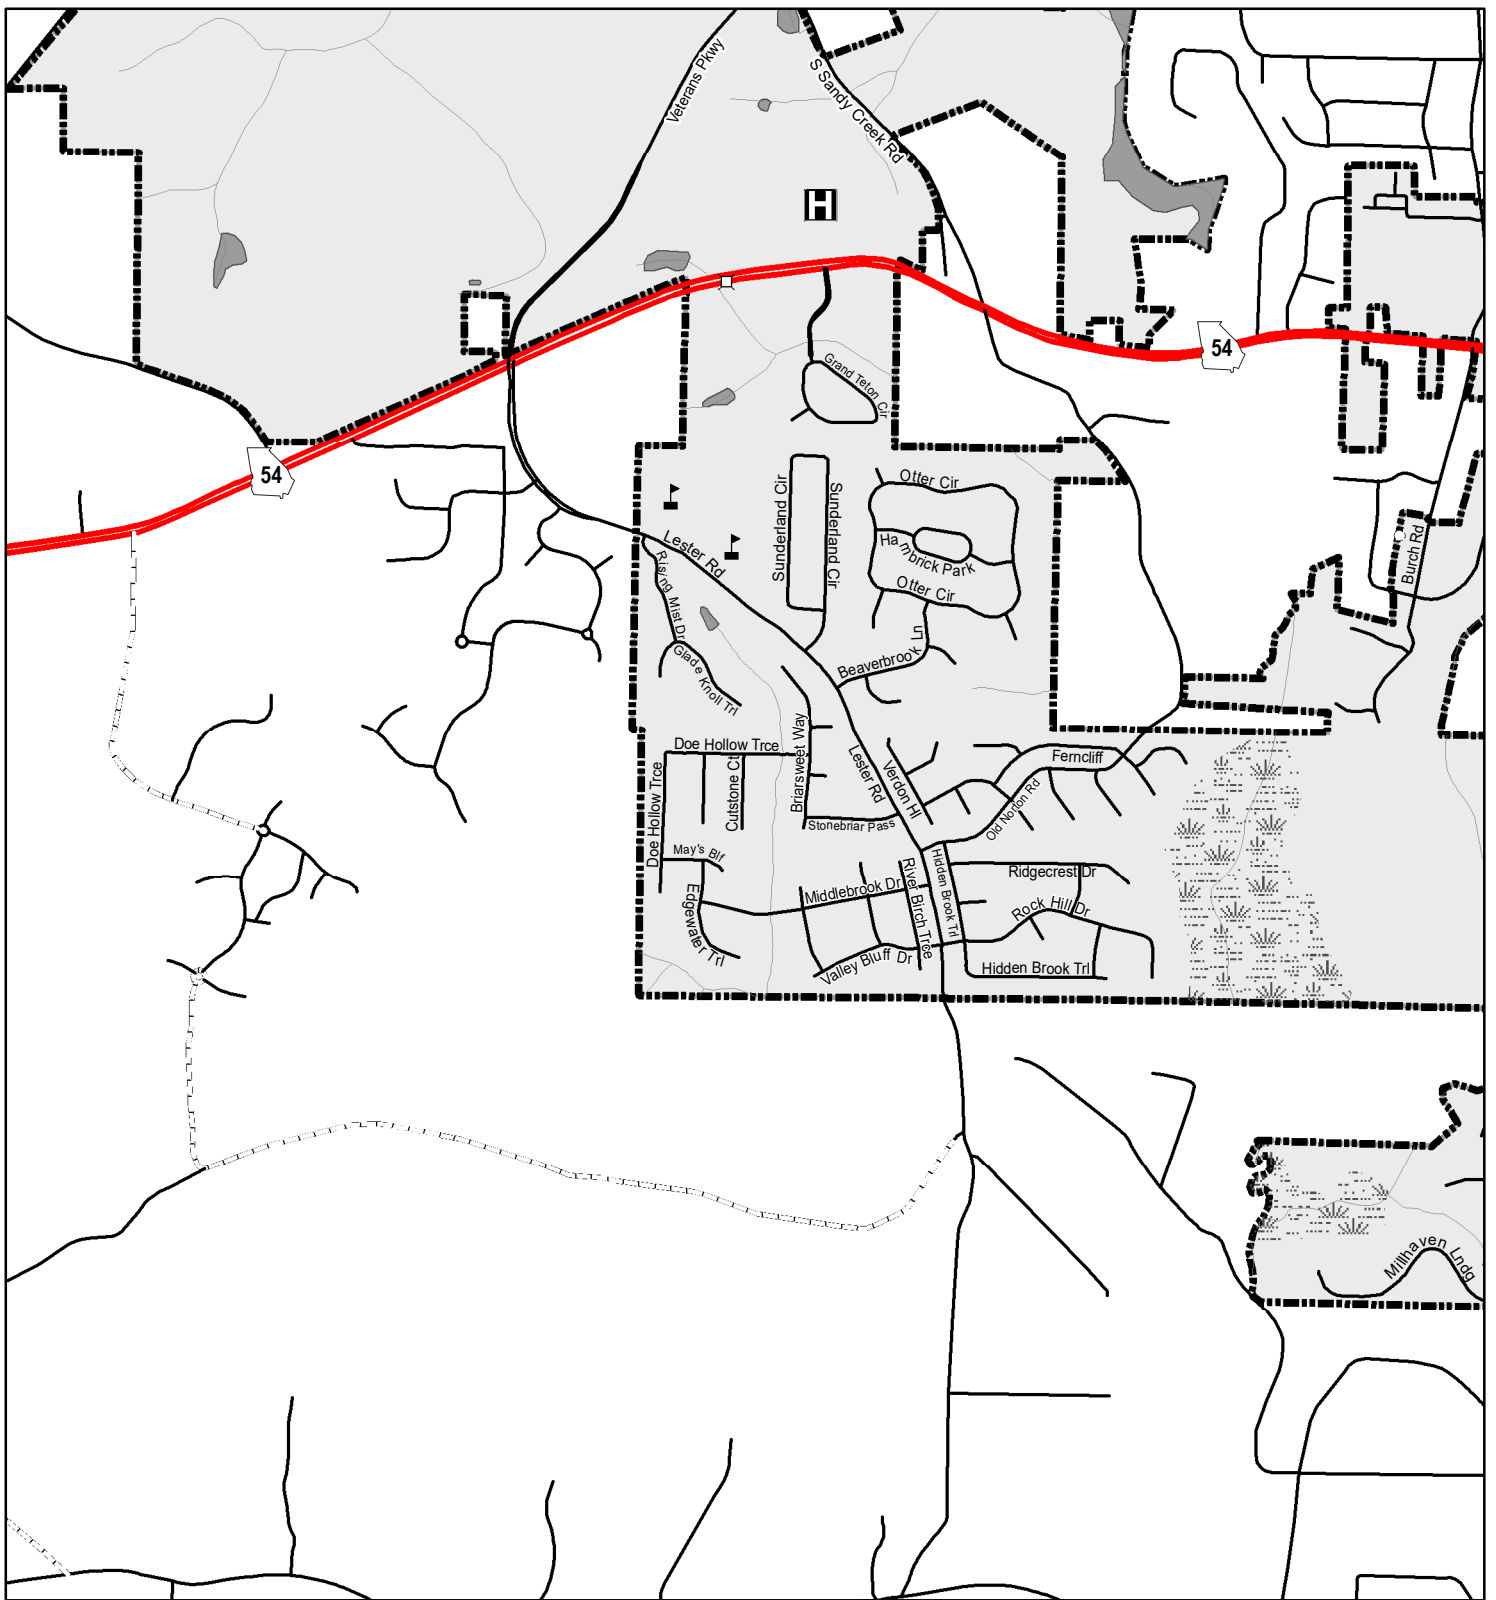 Veterans Pkwy
S Sandy Creek Rd
H
54
Grand Teton Cir
54
Sunderland Cir
Sunderland Cir
Otter Cir
Hambrick Park
Otter Cir
Burch Rd
Lester Rd
Rising Mist Dr
Glade Knoll Trl
Beaverbrook Ln
Doe Hollow Trce
Briarsweet Way
Lester Rd
Verdon Hl
Ferncliff
Doe Hollow Trce
Cutstone Ct
Stonebriar Pass
Old Norton Rd
May's Blf
Hidden Brook Trl
Ridgecrest Dr
Middlebrook Dr
River Birch Trce
Rock Hill Dr
Edgewater Trl
Valley Bluff Dr
Hidden Brook Trl
Millhaven Lndg